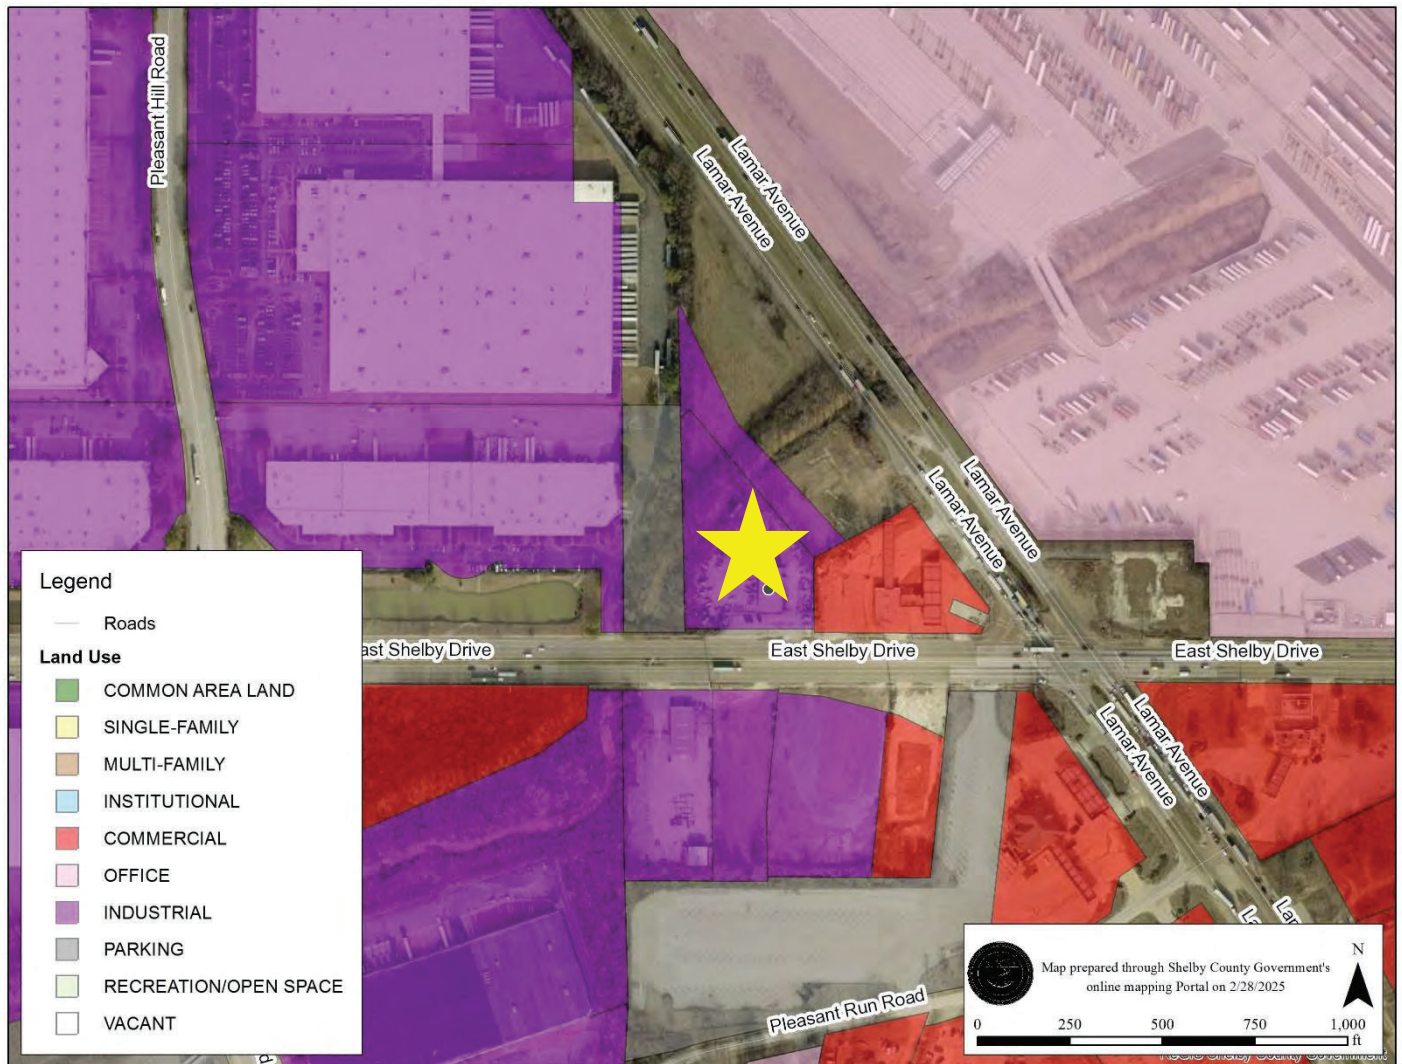 Pleasant Hill Road
Lamar Avenue
Lamar Avenue
Lamar Avenue
Lamar Avenue
ast Shelby Drive
East Shelby Drive
East Shelby Drive
Lamar Avenue
Lamar Avenue
Pleasant Run Road
Legend
Roads
Land Use
COMMON AREA LAND
SINGLE-FAMILY
MULTI-FAMILY
INSTITUTIONAL
COMMERCIAL
OFFICE
INDUSTRIAL
PARKING
RECREATION/OPEN SPACE
VACANT
Map prepared through Shelby County Government's
online mapping Portal on 2/28/2025
N
0 250 500 750 1,000
ft